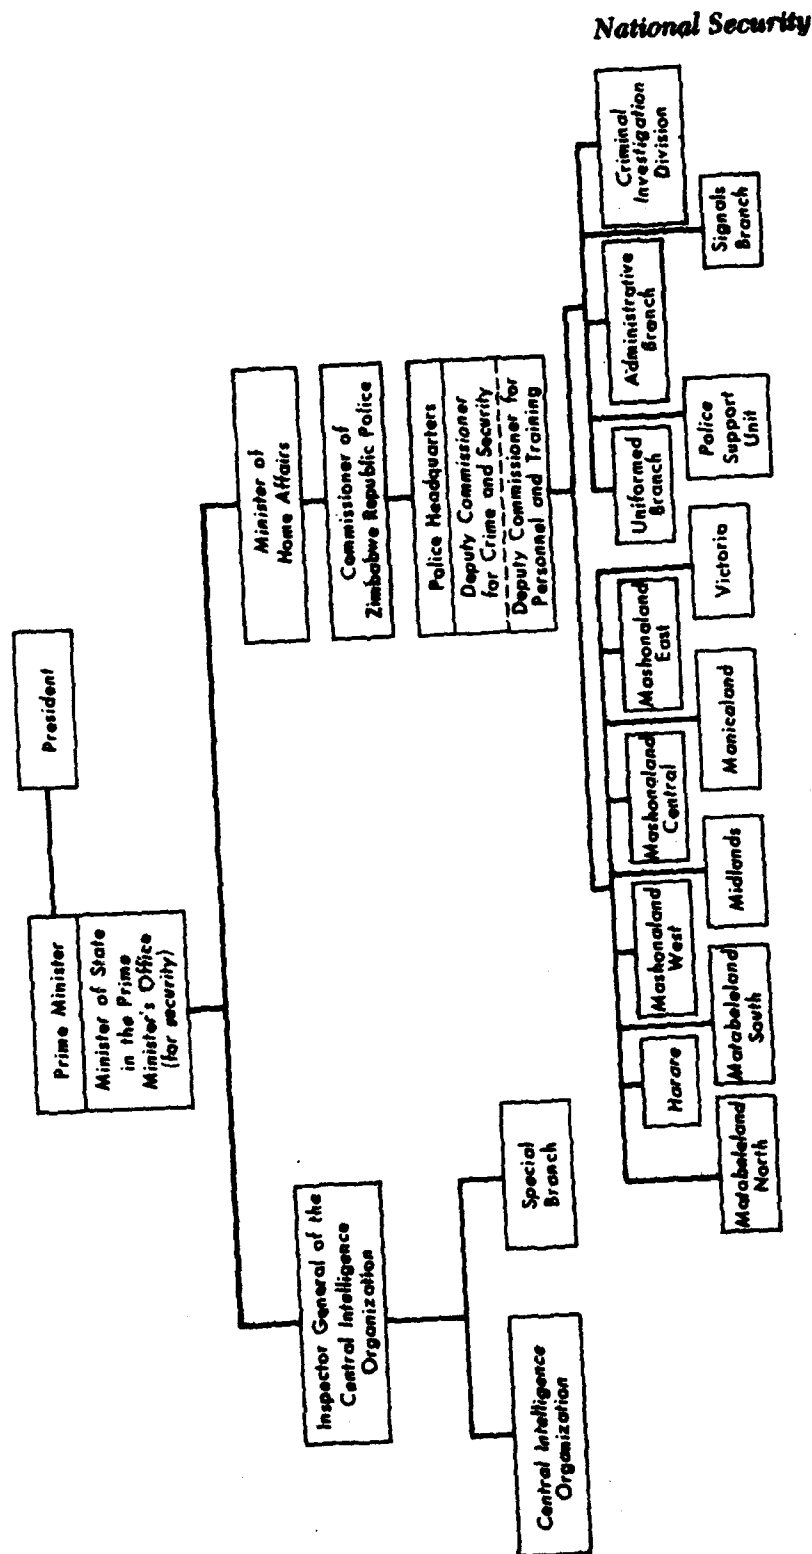 National Security
President
Prime Minister
Minister of State
in the Prime
Minister's Office
(for security)
Inspector General of the
Central Intelligence
Organization
Central Intelligence
Organization
Special
Branch
Minister of
Home Affairs
Commissioner of
Zimbabwe Republic Police
Police Headquarters
Deputy Commissioner
for Crime and Security
Deputy Commissioner for
Personnel and Training
Matabeleland
North
Harare
Matabeleland
South
Mashonaland
West
Midlands
Mashonaland
Central
Manicaland
Mashonaland
East
Victoria
Uniformed
Branch
Police
Support
Unit
Administrative
Branch
Signals
Branch
Criminal
Investigation
Division